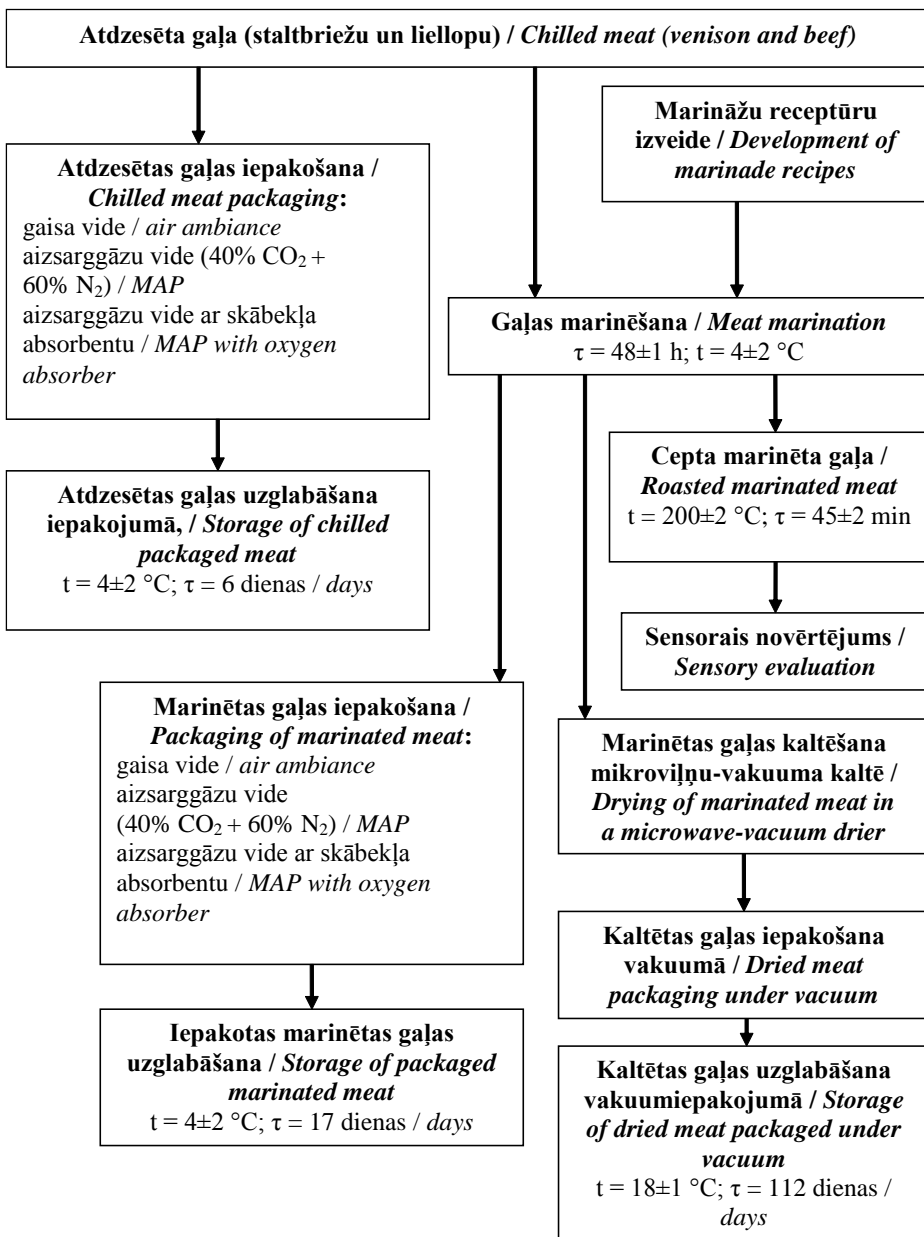 Atdzesēta gaļa (staltbriežu un liellopu) / Chilled meat (venison and beef)
Marināžu receptūru
izveide / Development of
marinade recipes
Atdzesētas gaļas iepakošana /
Chilled meat packaging:
gaisa vide / air ambiance
aizsarggāzu vide (40% CO₂ +
60% N₂) / MAP
aizsarggāzu vide ar skābekļa
absorbentu / MAP with oxygen
absorber
Gaļas marinēšana / Meat marination
τ = 48±1 h; t = 4±2 °C
Atdzesētas gaļas uzglabāšana
iepakojumā, / Storage of chilled
packaged meat
t = 4±2 °C; τ = 6 dienas / days
Cepta marinēta gaļa /
Roasted marinated meat
t = 200±2 °C; τ = 45±2 min
Sensorais novērtējums /
Sensory evaluation
Marinētas gaļas iepakošana /
Packaging of marinated meat:
gaisa vide / air ambiance
aizsarggāzu vide
(40% CO₂ + 60% N₂) / MAP
aizsarggāzu vide ar skābekļa
absorbentu / MAP with oxygen
absorber
Marinētas gaļas kaltēšana
mikroviļņu-vakuuma kaltē /
Drying of marinated meat in
a microwave-vacuum drier
Kaltētas gaļas iepakošana
vakuumā / Dried meat
packaging under vacuum
Iepakotas marinētas gaļas
uzglabāšana / Storage of packaged
marinated meat
t = 4±2 °C; τ = 17 dienas / days
Kaltētas gaļas uzglabāšana
vakuumiepakojumā / Storage
of dried meat packaged under
vacuum
t = 18±1 °C; τ = 112 dienas /
days